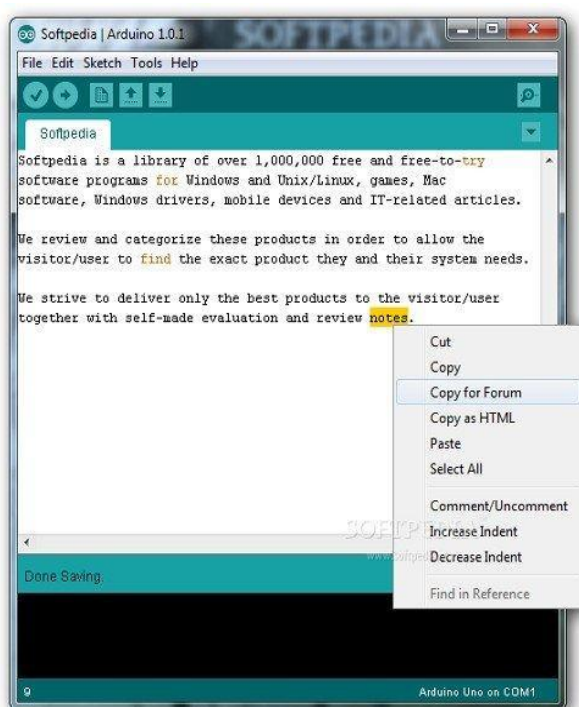 SOFTPEDIA
Softpedia | Arduino 1.0.1
File Edit Sketch Tools Help
Softpedia
Softpedia is a library of over 1,000,000 free and free-to-try
software programs for Windows and Unix/Linux, games, Mac
software, Windows drivers, mobile devices and IT-related articles.
We review and categorize these products in order to allow the
visitor/user to find the exact product they and their system needs.
We strive to deliver only the best products to the visitor/user
together with self-made evaluation and review notes.
Cut
Copy
Copy for Forum
Copy as HTML
Paste
Select All
Comment/Uncomment
Increase Indent
Decrease Indent
Find in Reference
SOFTPEDIA
Done Saving.
9
Arduino Uno on COM1